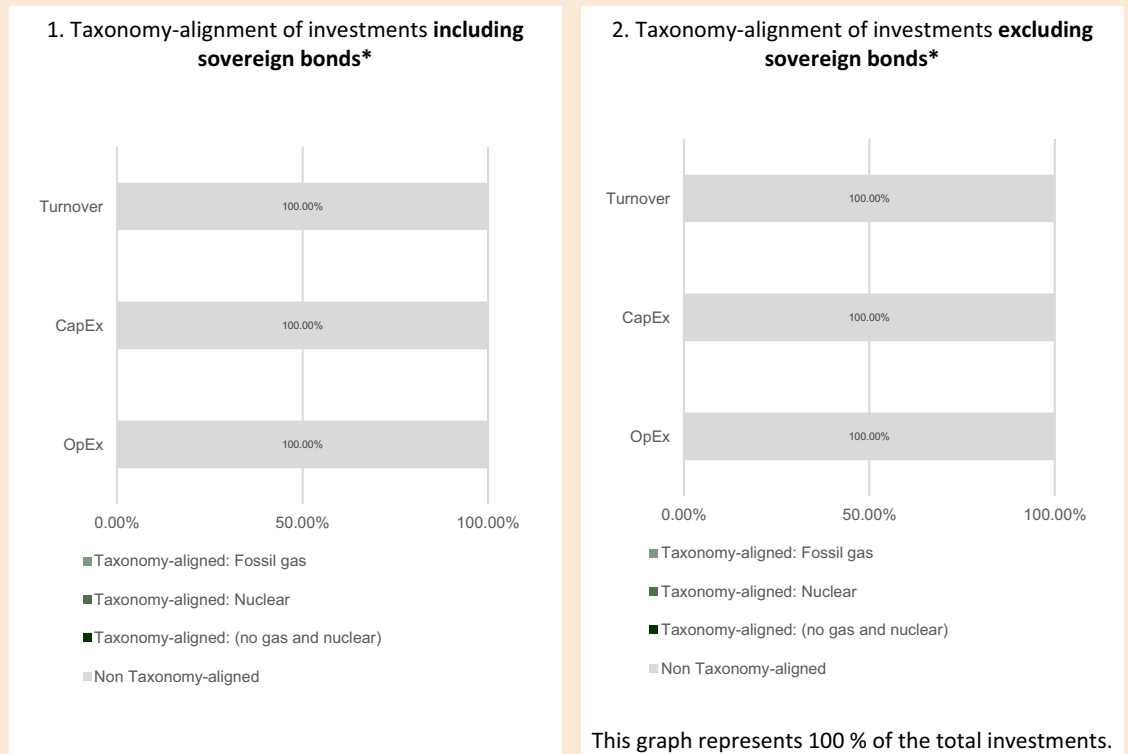 1. Taxonomy-alignment of investments including
sovereign bonds*
Turnover
100.00%
CapEx
100.00%
OpEx
100.00%
0.00% 50.00% 100.00%
Taxonomy-aligned: Fossil gas
Taxonomy-aligned: Nuclear
Taxonomy-aligned: (no gas and nuclear)
Non Taxonomy-aligned
2. Taxonomy-alignment of investments excluding
sovereign bonds*
Turnover
100.00%
CapEx
100.00%
OpEx
100.00%
0.00% 50.00% 100.00%
Taxonomy-aligned: Fossil gas
Taxonomy-aligned: Nuclear
Taxonomy-aligned: (no gas and nuclear)
Non Taxonomy-aligned
This graph represents 100 % of the total investments.